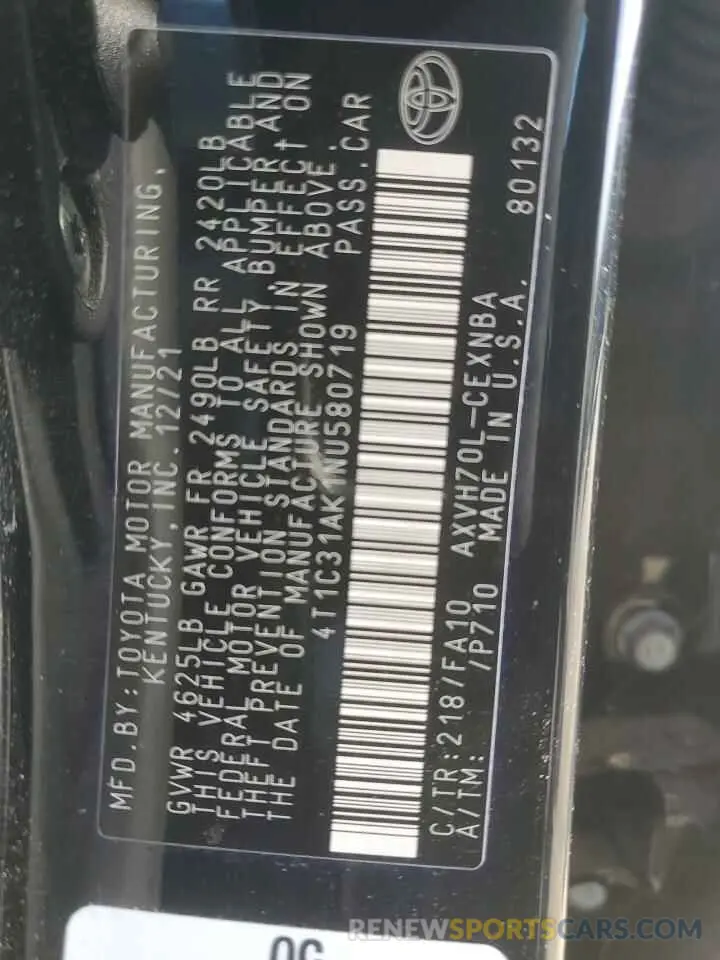 MFD.BY:TOYOTA MOTOR MANUFACTURING,
KENTUCKY,INC. 12/21
GVWR 4625LB GAWR FR 2490LB RR 2420LB
THIS VEHICLE CONFORMS TO ALL APPLICABLE
FEDERAL MOTOR VEHICLE SAFETY, BUMPER AND
THEFT PREVENTION STANDARDS IN EFFECT ON
THE DATE OF MANUFACTURE SHOWN ABOVE.
4T1C31AK1NU580719 PASS.CAR
C/TR:218/FA10 AXVH70L-CEXNBA 80132
A/TM: /P710 MADE IN U.S.A.
RENEWSPORTSCARS.COM